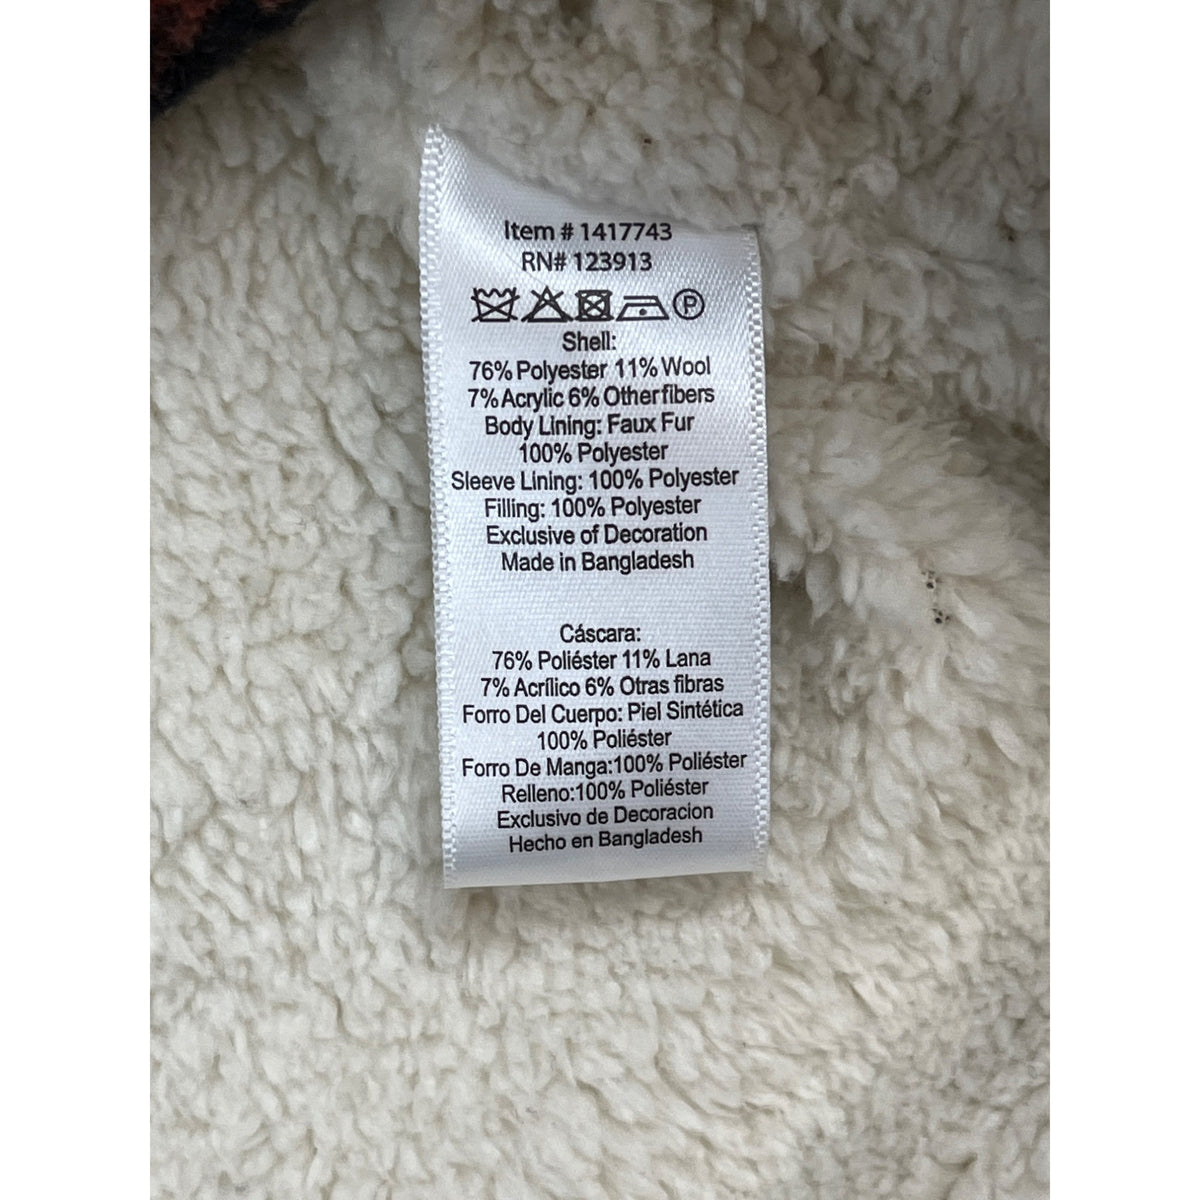 Item # 1417743
RN# 123913
P
Shell:
76% Polyester 11% Wool
7% Acrylic 6% Other fibers
Body Lining: Faux Fur
100% Polyester
Sleeve Lining: 100% Polyester
Filling: 100% Polyester
Exclusive of Decoration
Made in Bangladesh
Cáscara:
76% Poliéster 11% Lana
7% Acrílico 6% Otras fibras
Forro Del Cuerpo: Piel Sintética
100% Poliéster
Forro De Manga:100% Poliéster
Relleno:100% Poliéster
Exclusivo de Decoracion
Hecho en Bangladesh